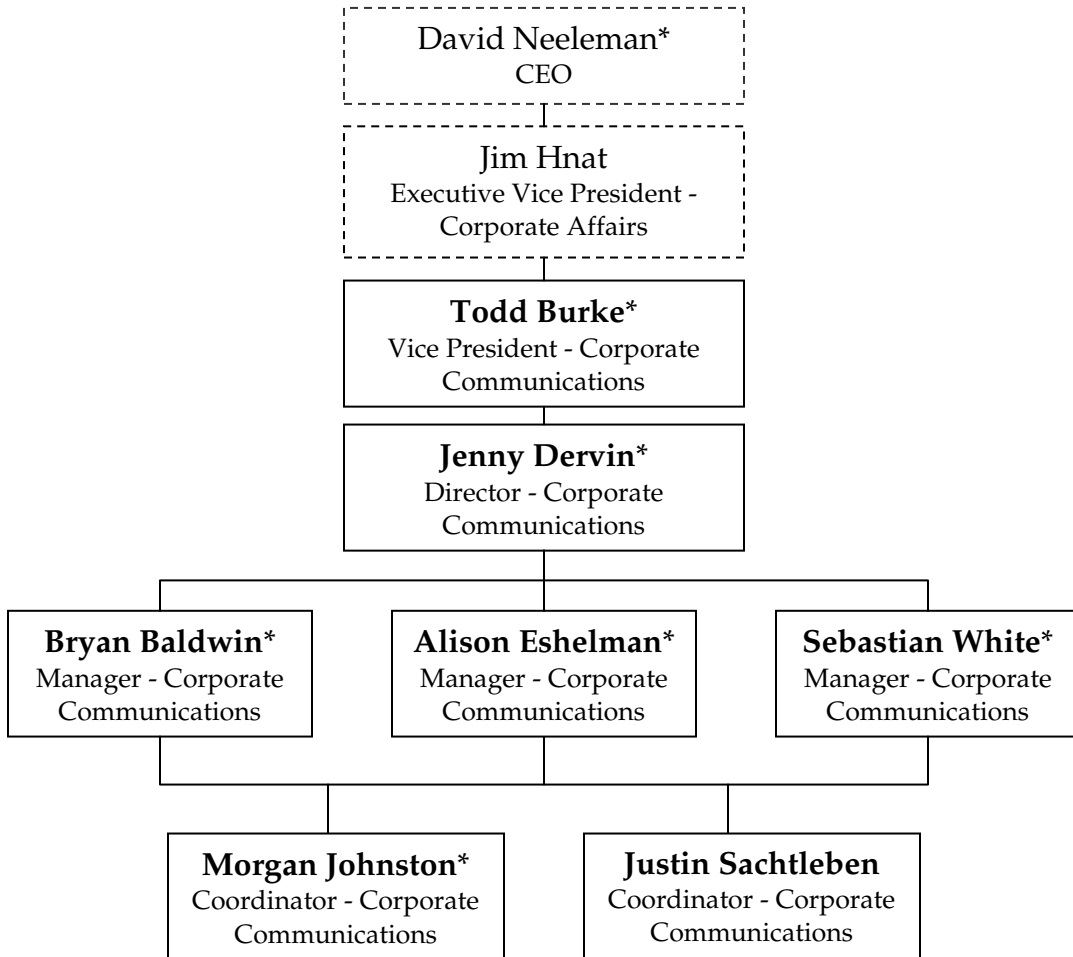 David Neeleman*
CEO
Jim Hnat
Executive Vice President -
Corporate Affairs
Todd Burke*
Vice President - Corporate
Communications
Jenny Dervin*
Director - Corporate
Communications
Bryan Baldwin*
Manager - Corporate
Communications
Alison Eshelman*
Manager - Corporate
Communications
Sebastian White*
Manager - Corporate
Communications
Morgan Johnston*
Coordinator - Corporate
Communications
Justin Sachtleben
Coordinator - Corporate
Communications